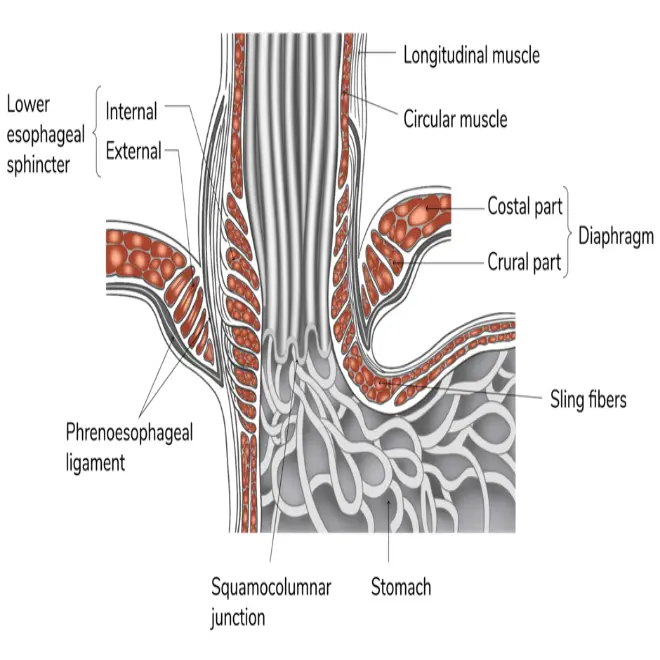 Longitudinal muscle
Lower
esophageal
sphincter
Internal
External
Circular muscle
Costal part
Crural part
Diaphragm
Sling fibers
Phrenoesophageal
ligament
Squamocolumnar
junction
Stomach